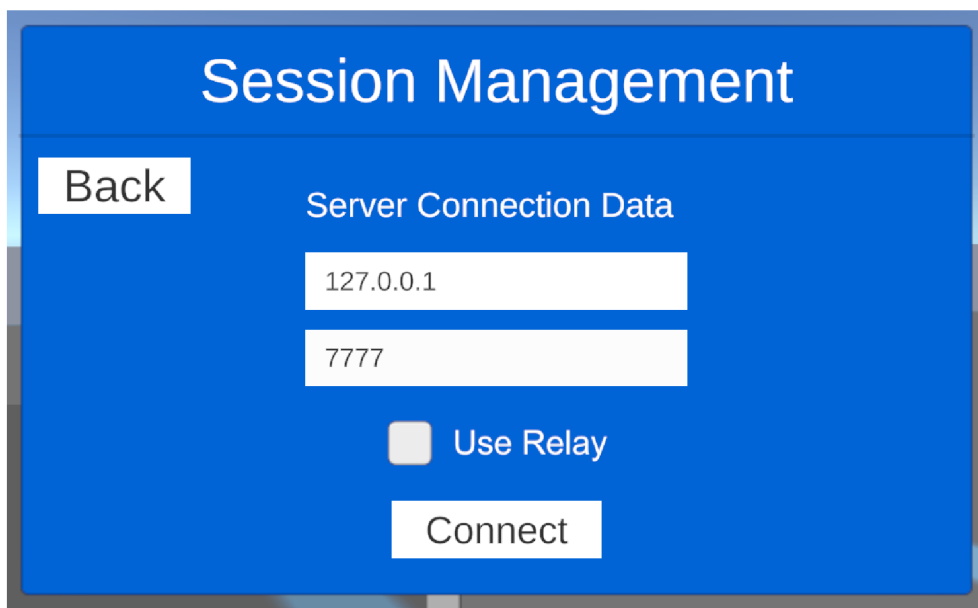 Session Management
Back
Server Connection Data
127.0.0.1
7777
Use Relay
Connect